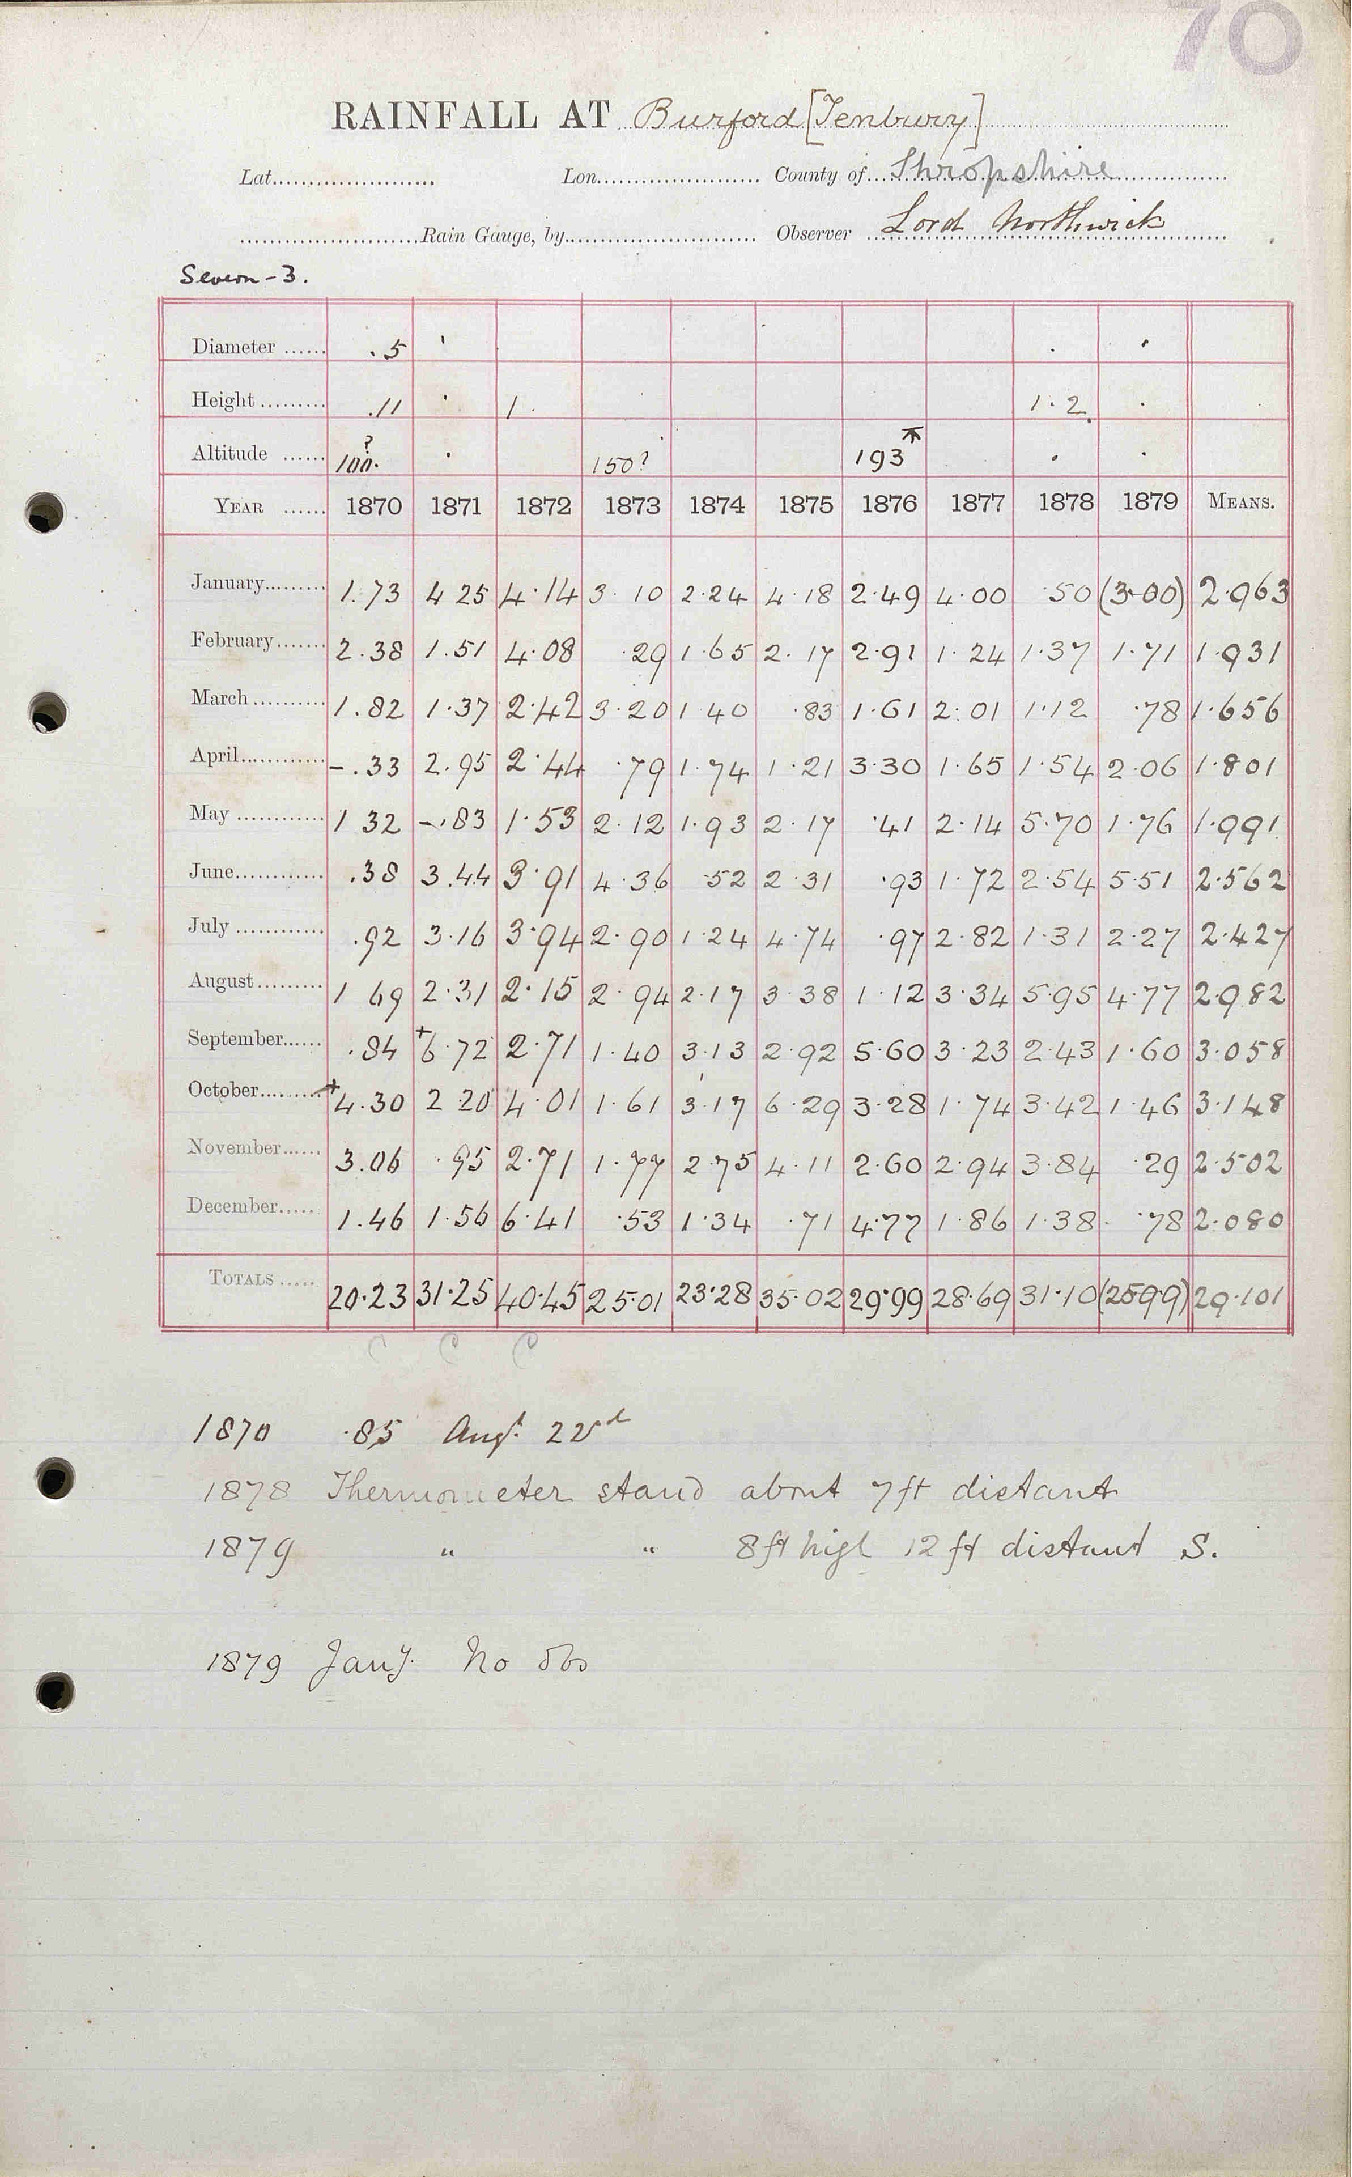 70
RAINFALL AT Burford [Tenbury]
Lat. Lon. County of Shropshire
Rain Gauge, by Observer Lord Northwick
Severn - 3.
Diameter .5
Height .11 1 1.2
Altitude 100? 150? 193
YEAR 1870 1871 1872 1873 1874 1875 1876 1877 1878 1879 MEANS.
January 1.73 4.25 4.14 3.10 2.24 4.18 2.49 4.00 .50 (3.00) 2.963
February 2.38 1.51 4.08 .29 1.65 2.17 2.91 1.24 1.37 1.71 1.931
March 1.82 1.37 2.42 3.20 1.40 .83 1.61 2.01 1.12 .78 1.656
April -.33 2.95 2.44 .79 1.74 1.21 3.30 1.65 1.54 2.06 1.801
May 1.32 -.83 1.53 2.12 1.93 2.17 .41 2.14 5.70 1.76 1.991
June .38 3.44 3.91 4.36 .52 2.31 .93 1.72 2.54 5.51 2.562
July .92 3.16 3.94 2.90 1.24 4.74 .97 2.82 1.31 2.27 2.427
August 1.69 2.31 2.15 2.94 2.17 3.38 1.12 3.34 5.95 4.77 2.982
September .84 +6.72 2.71 1.40 3.13 2.92 5.60 3.23 2.43 1.60 3.058
October +4.30 2.20 4.01 1.61 3.17 6.29 3.28 1.74 3.42 1.46 3.148
November 3.06 .95 2.71 1.77 2.75 4.11 2.60 2.94 3.84 .29 2.502
December 1.46 1.56 6.41 .53 1.34 .71 4.77 1.86 1.38 .78 2.080
TOTALS 20.23 31.25 40.45 25.01 23.28 35.02 29.99 28.69 31.10 (25.99) 29.101
C C C
1870 .85 Augt. 22nd
1878 Thermometer stand about 7 ft distant
1879 " " 8 ft high 12 ft distant S.
1879 Jany. No obs